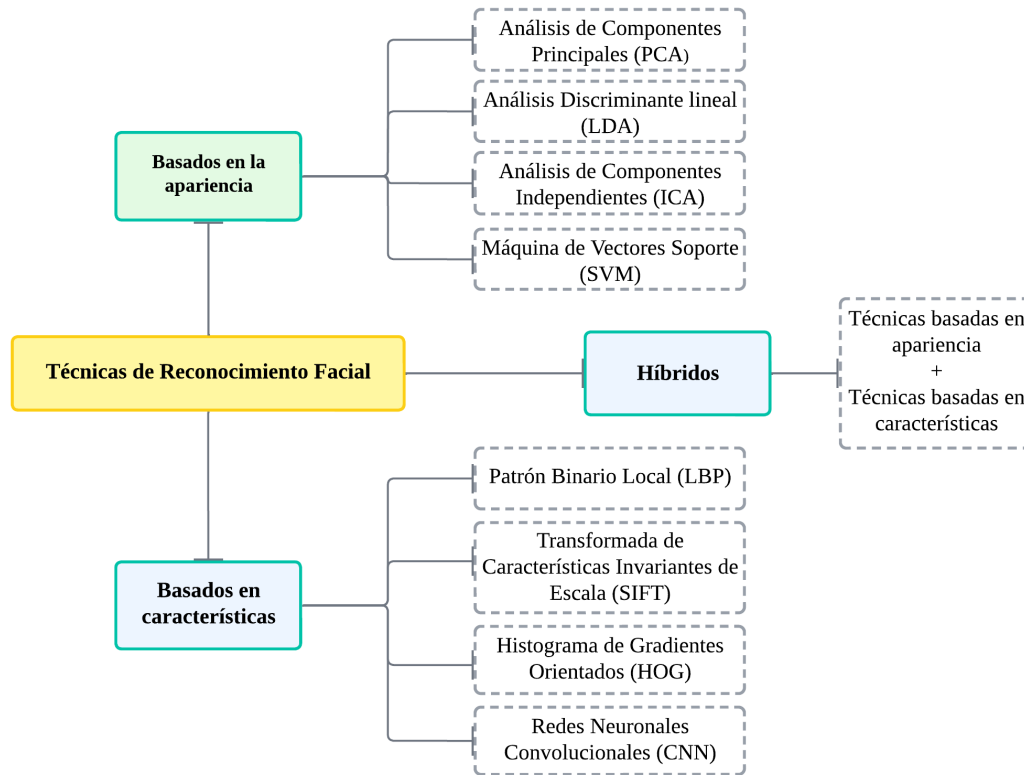 Análisis de Componentes
Principales (PCA)
Análisis Discriminante lineal
(LDA)
Basados en la
apariencia
Análisis de Componentes
Independientes (ICA)
Máquina de Vectores Soporte
(SVM)
Técnicas de Reconocimiento Facial
Híbridos
Técnicas basadas en
apariencia
+
Técnicas basadas en
características
Patrón Binario Local (LBP)
Transformada de
Características Invariantes de
Escala (SIFT)
Basados en
características
Histograma de Gradientes
Orientados (HOG)
Redes Neuronales
Convolucionales (CNN)